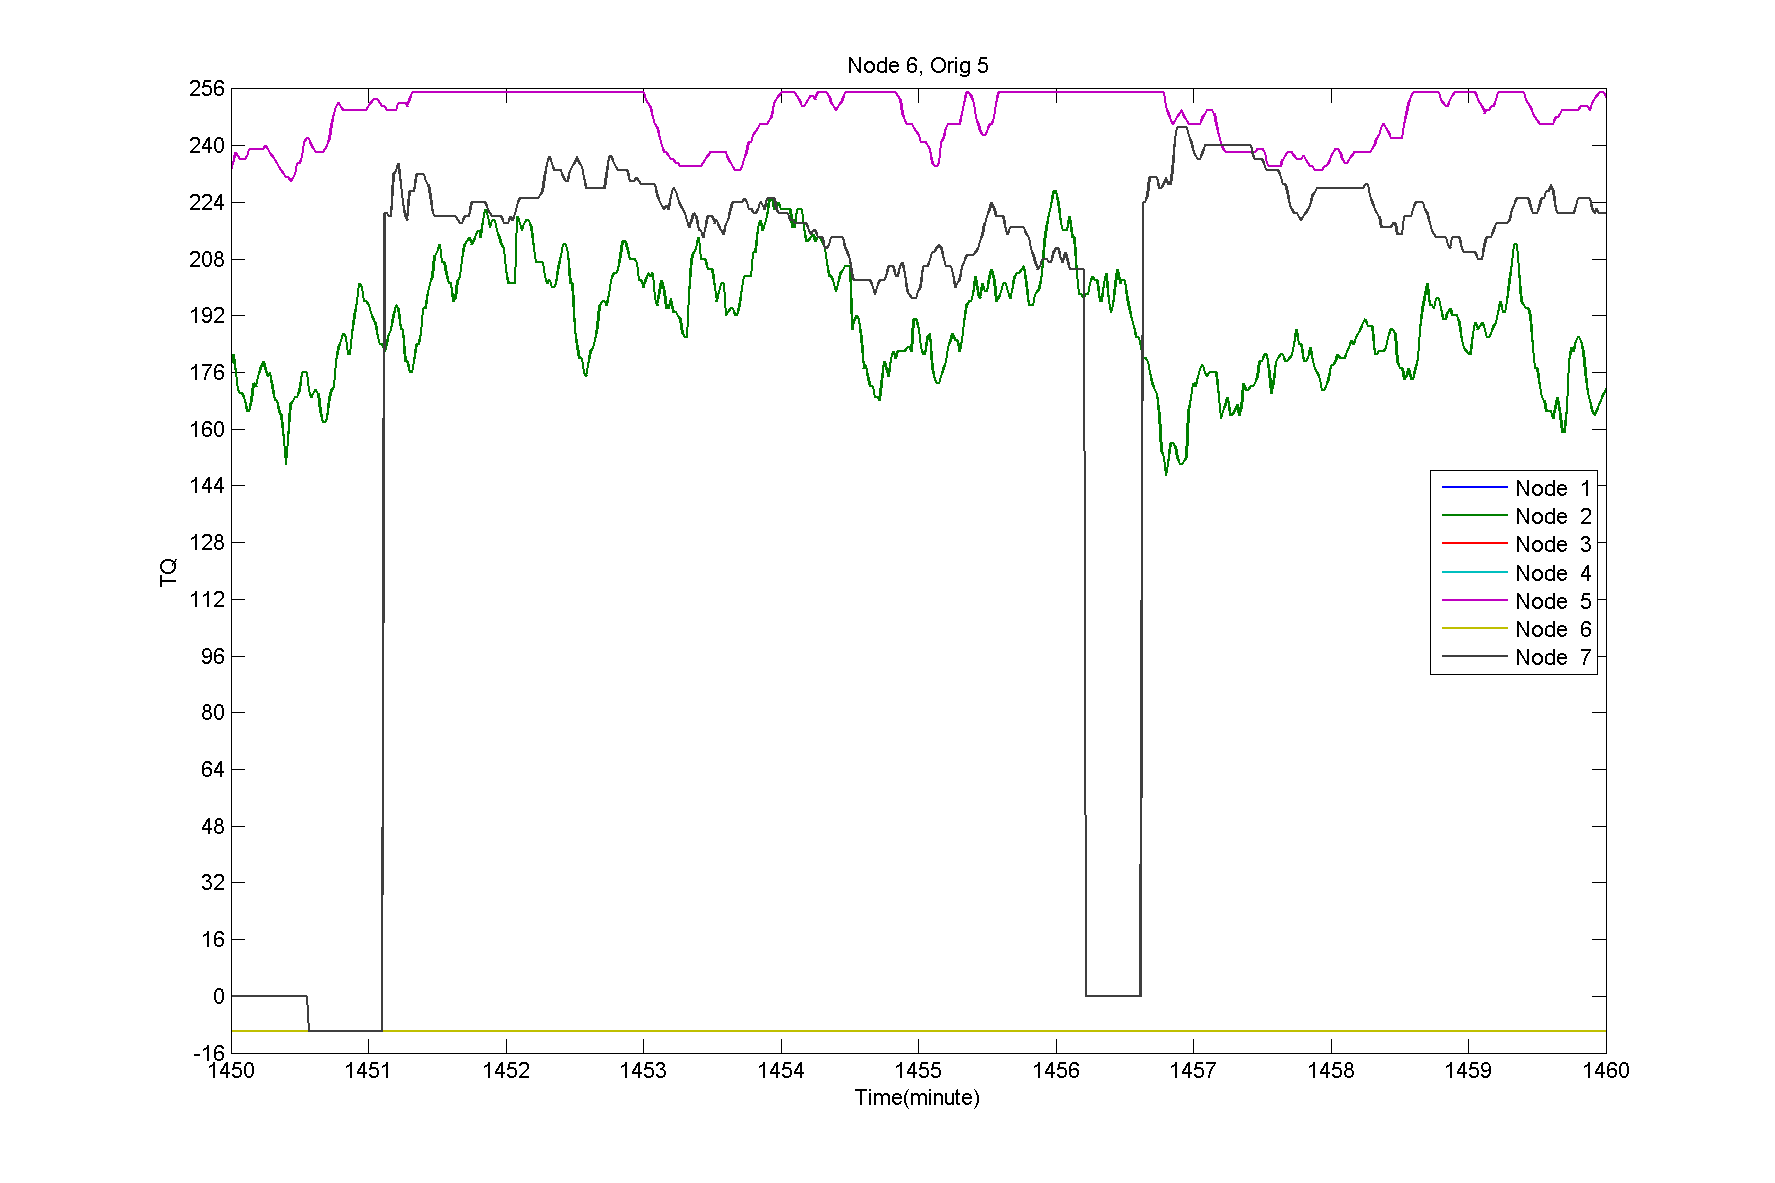 Node 6, Orig 5
256
240
224
208
192
176
160
144
128
112
96
80
64
48
32
16
0
-16
TQ
Node 1
Node 2
Node 3
Node 4
Node 5
Node 6
Node 7
1450 1451 1452 1453 1454 1455 1456 1457 1458 1459 1460
Time(minute)